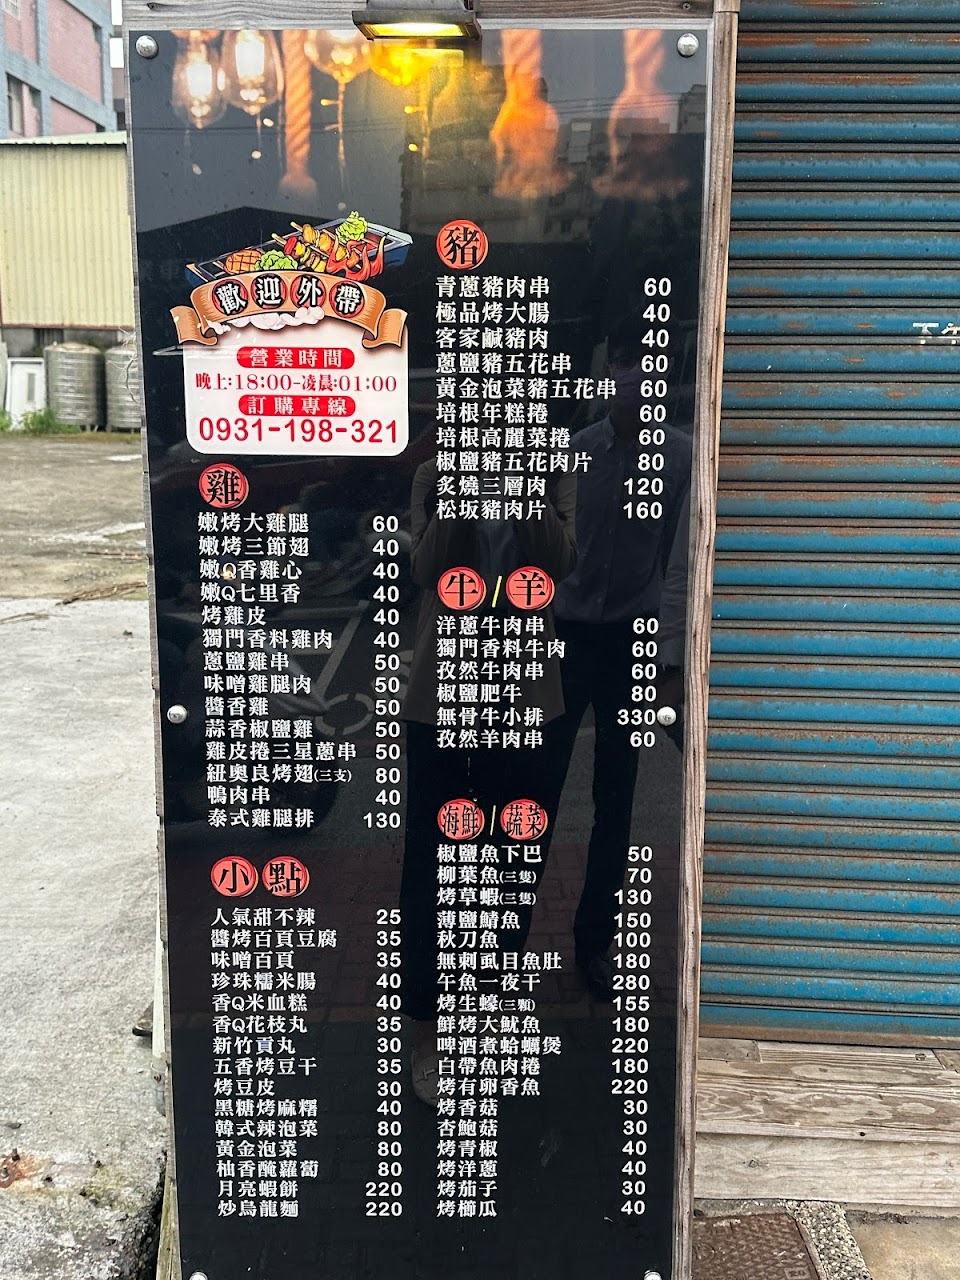 歡迎外帶
營業時間
晚上:18:00-凌晨:01:00
訂購專線
0931-198-321
雞
嫩烤大雞腿 60
嫩烤三節翅 40
嫩Q香雞心 40
嫩Q七里香 40
烤雞皮 40
獨門香料雞肉 40
蔥鹽雞串 50
味噌雞腿肉 50
醬香雞 50
蒜香椒鹽雞 50
雞皮捲三星蔥串 50
紐奧良烤翅(三支) 80
鴨肉串 40
泰式雞腿排 130
小點
人氣甜不辣 25
醬烤百頁豆腐 35
味噌百頁 35
珍珠糯米腸 40
香Q米血糕 40
香Q花枝丸 35
新竹貢丸 30
五香烤豆干 35
烤豆皮 30
黑糖烤麻糬 40
韓式辣泡菜 80
黃金泡菜 80
柚香醃蘿蔔 80
月亮蝦餅 220
炒烏龍麵 220
豬
青蔥豬肉串 60
極品烤大腸 40
客家鹹豬肉 40
蔥鹽豬五花串 60
黃金泡菜豬五花串 60
培根年糕捲 60
培根高麗菜捲 60
椒鹽豬五花肉片 80
炙燒三層肉 120
松坂豬肉片 160
牛/羊
洋蔥牛肉串 60
獨門香料牛肉 60
孜然牛肉串 60
椒鹽肥牛 80
無骨牛小排 330
孜然羊肉串 60
海鮮/蔬菜
椒鹽魚下巴 50
柳葉魚(三隻) 70
烤草蝦(三隻) 130
薄鹽鯖魚 150
秋刀魚 100
無刺虱目魚肚 180
午魚一夜干 280
烤生蠔(三顆) 155
鮮烤大魷魚 180
啤酒煮蛤蠣煲 220
白帶魚肉捲 180
烤有卵香魚 220
烤香菇 30
杏鮑菇 30
烤青椒 40
烤洋蔥 40
烤茄子 30
烤櫛瓜 40